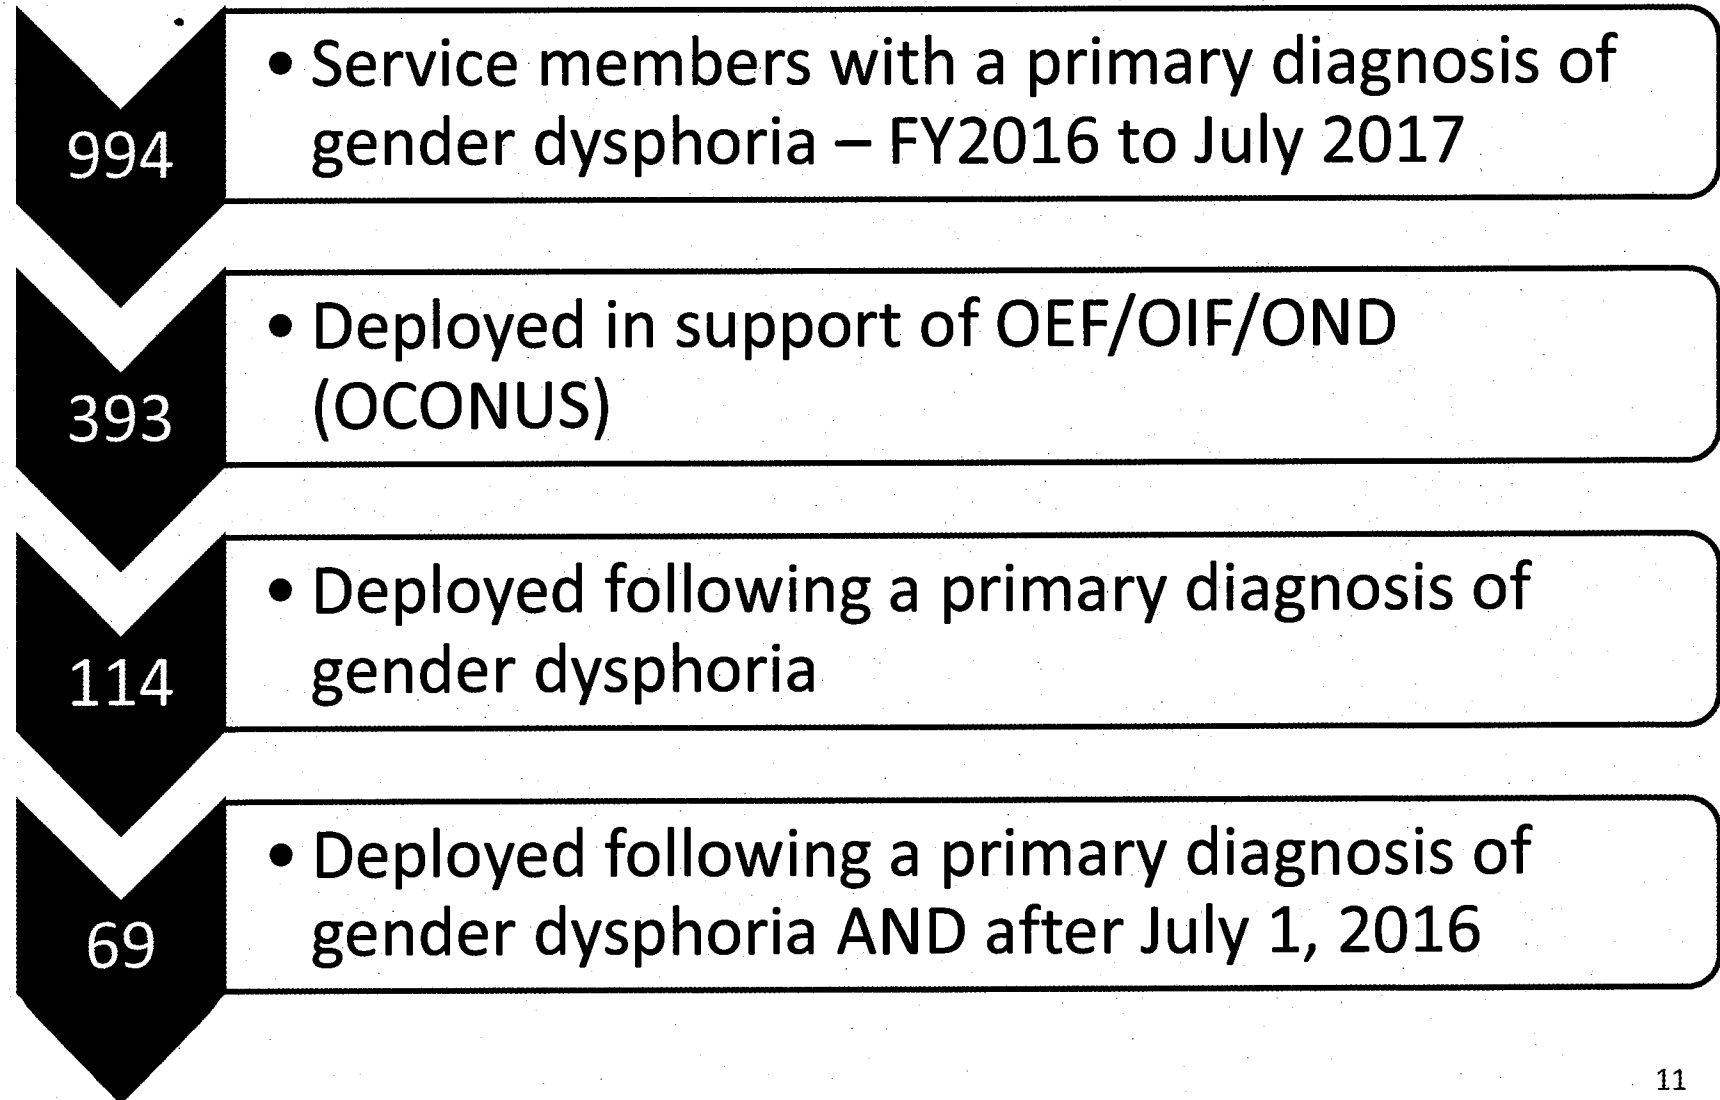 994
• Service members with a primary diagnosis of
gender dysphoria – FY2016 to July 2017
393
• Deployed in support of OEF/OIF/OND
(OCONUS)
114
• Deployed following a primary diagnosis of
gender dysphoria
69
• Deployed following a primary diagnosis of
gender dysphoria AND after July 1, 2016
11